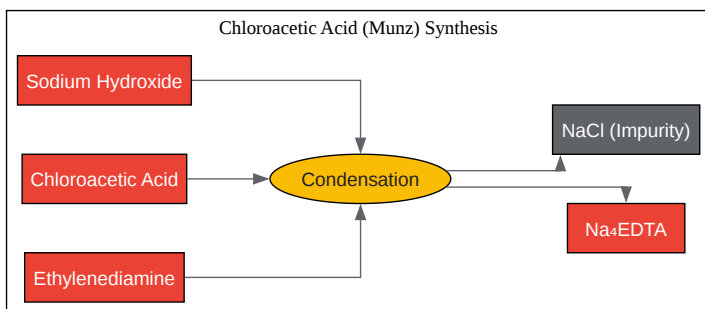 Chloroacetic Acid (Munz) Synthesis
Sodium Hydroxide
NaCl (Impurity)
Chloroacetic Acid
Condensation
Na₄EDTA
Ethylenediamine